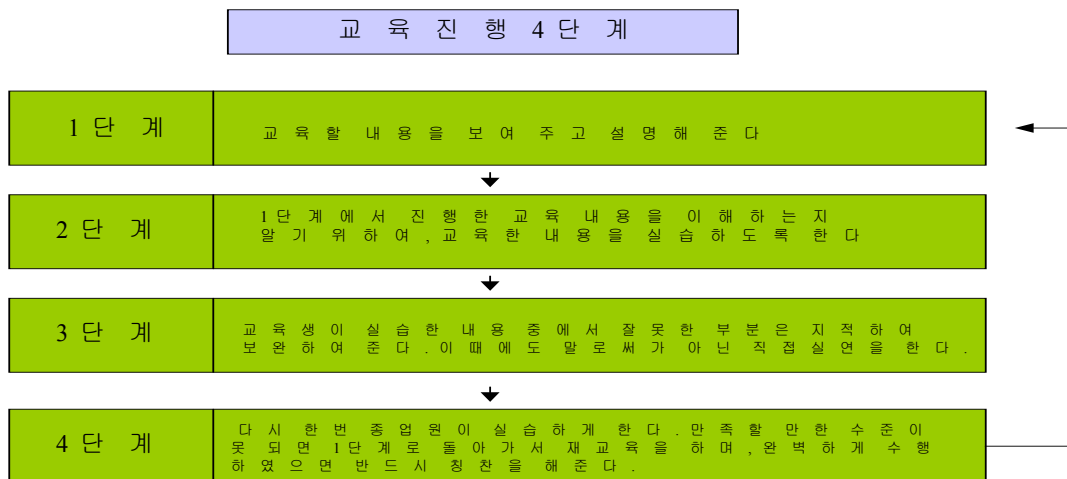 교육진행4단계
1단계
교육할 내용을 보여 주고 설명해 준다
2단계
1단계에서 진행한 교육 내용을 이해하는지
알기 위하여,교육한 내용을 실습하도록 한다
3단계
교육생이 실습한 내용 중에서 잘못한 부분은 지적하여
보완하여 준다.이때에도 말로써가 아닌 직접실연을 한다.
4단계
다시 한번 종업원이 실습하게 한다.만족할 만한 수준이
못 되면 1단계로 돌아가서 재교육을 하며,완벽하게 수행
하였으면 반드시 칭찬을 해준다.